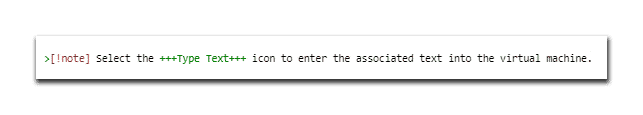 >[!note] Select the +++Type Text+++ icon to enter the associated text into the virtual machine.